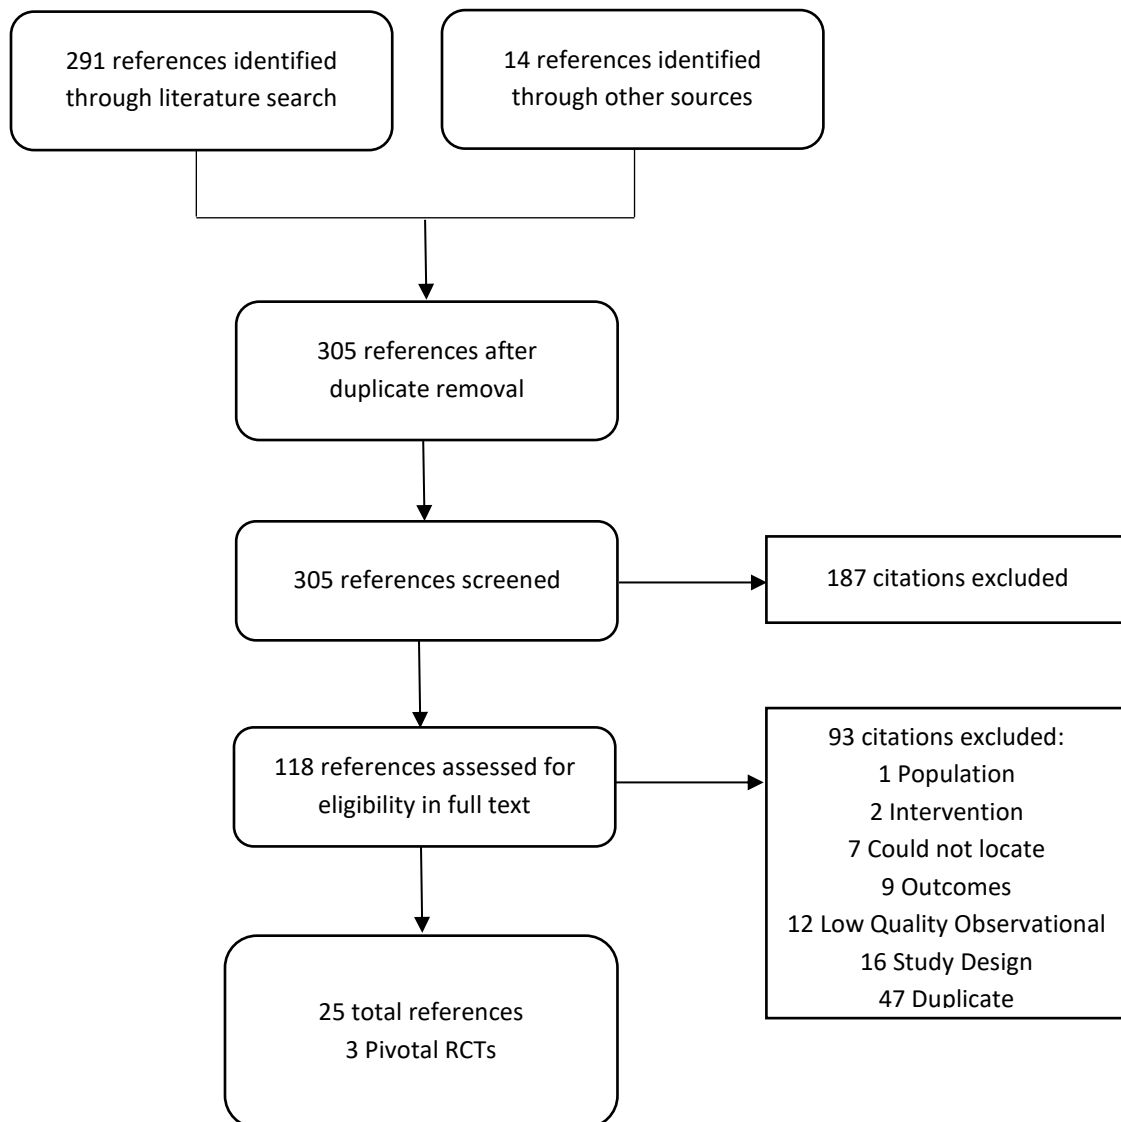 291 references identified
through literature search
14 references identified
through other sources
305 references after
duplicate removal
305 references screened
187 citations excluded
118 references assessed for
eligibility in full text
93 citations excluded:
1 Population
2 Intervention
7 Could not locate
9 Outcomes
12 Low Quality Observational
16 Study Design
47 Duplicate
25 total references
3 Pivotal RCTs